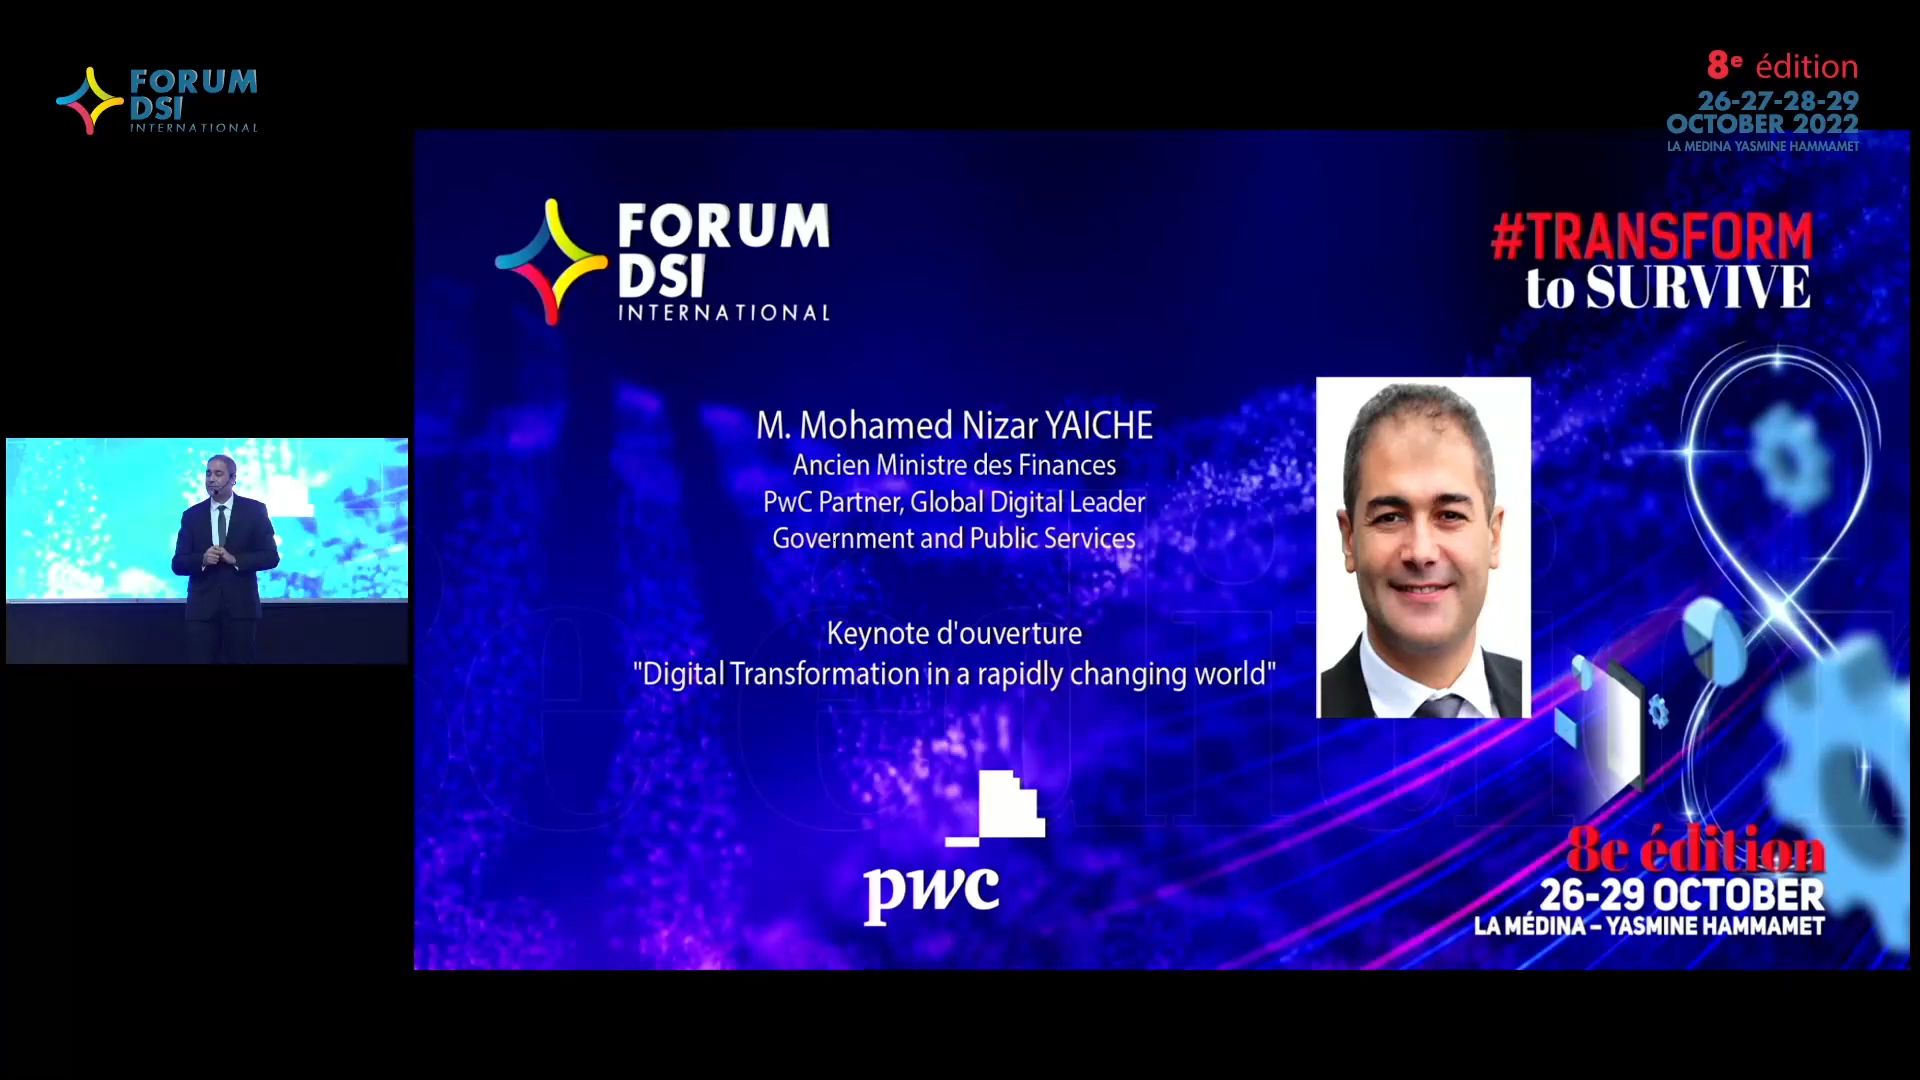 FORUM
DSI
INTERNATIONAL
8e édition
26-27-28-29
OCTOBER 2022
LA MEDINA YASMINE HAMMAMET
FORUM
DSI
INTERNATIONAL
#TRANSFORM
to SURVIVE
M. Mohamed Nizar YAICHE
Ancien Ministre des Finances
PwC Partner, Global Digital Leader
Government and Public Services
Keynote d'ouverture
"Digital Transformation in a rapidly changing world"
pwc
8e édition
26-29 OCTOBER
LA MÉDINA – YASMINE HAMMAMET